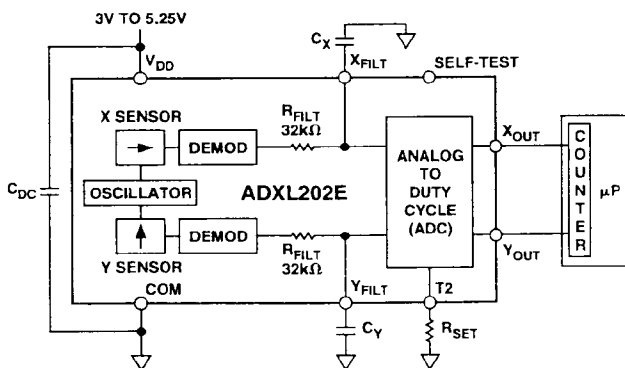 3V TO 5.25V
C_X
V_DD
X_FILT
SELF-TEST
X SENSOR
R_FILT
32kΩ
DEMOD
X_OUT
C_DC
OSCILLATOR
ADXL202E
ANALOG
TO
DUTY
CYCLE
(ADC)
COUNTER
μP
DEMOD
R_FILT
32kΩ
Y SENSOR
Y_OUT
COM
Y_FILT
T2
C_Y
R_SET